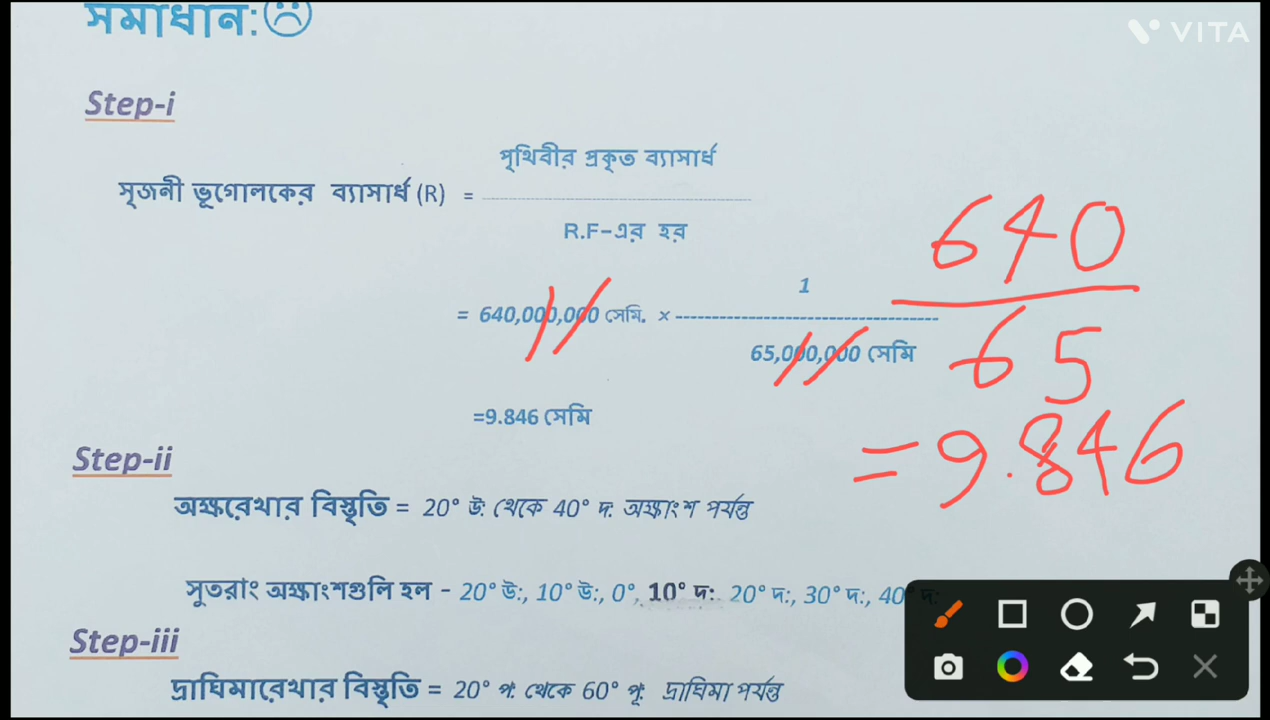 সমাধান:
VITA
Step-i
পৃথিবীর প্রকৃত ব্যাসার্ধ
সৃজনী ভূগোলকের ব্যাসার্ধ (R) =
R.F-এর হর
640
1
= 640,000,000 সেমি. ×
65,000,000 সেমি
65
=9.846 সেমি
=9.846
Step-ii
অক্ষরেখার বিস্তৃতি = 20° উ: থেকে 40° দ: অক্ষাংশ পর্যন্ত
সুতরাং অক্ষাংশগুলি হল - 20° উ:, 10° উ:, 0°, 10° দ: 20° দ:, 30° দ:, 40° দ:
Step-iii
দ্রাঘিমারেখার বিস্তৃতি = 20° প: থেকে 60° পূ: দ্রাঘিমা পর্যন্ত